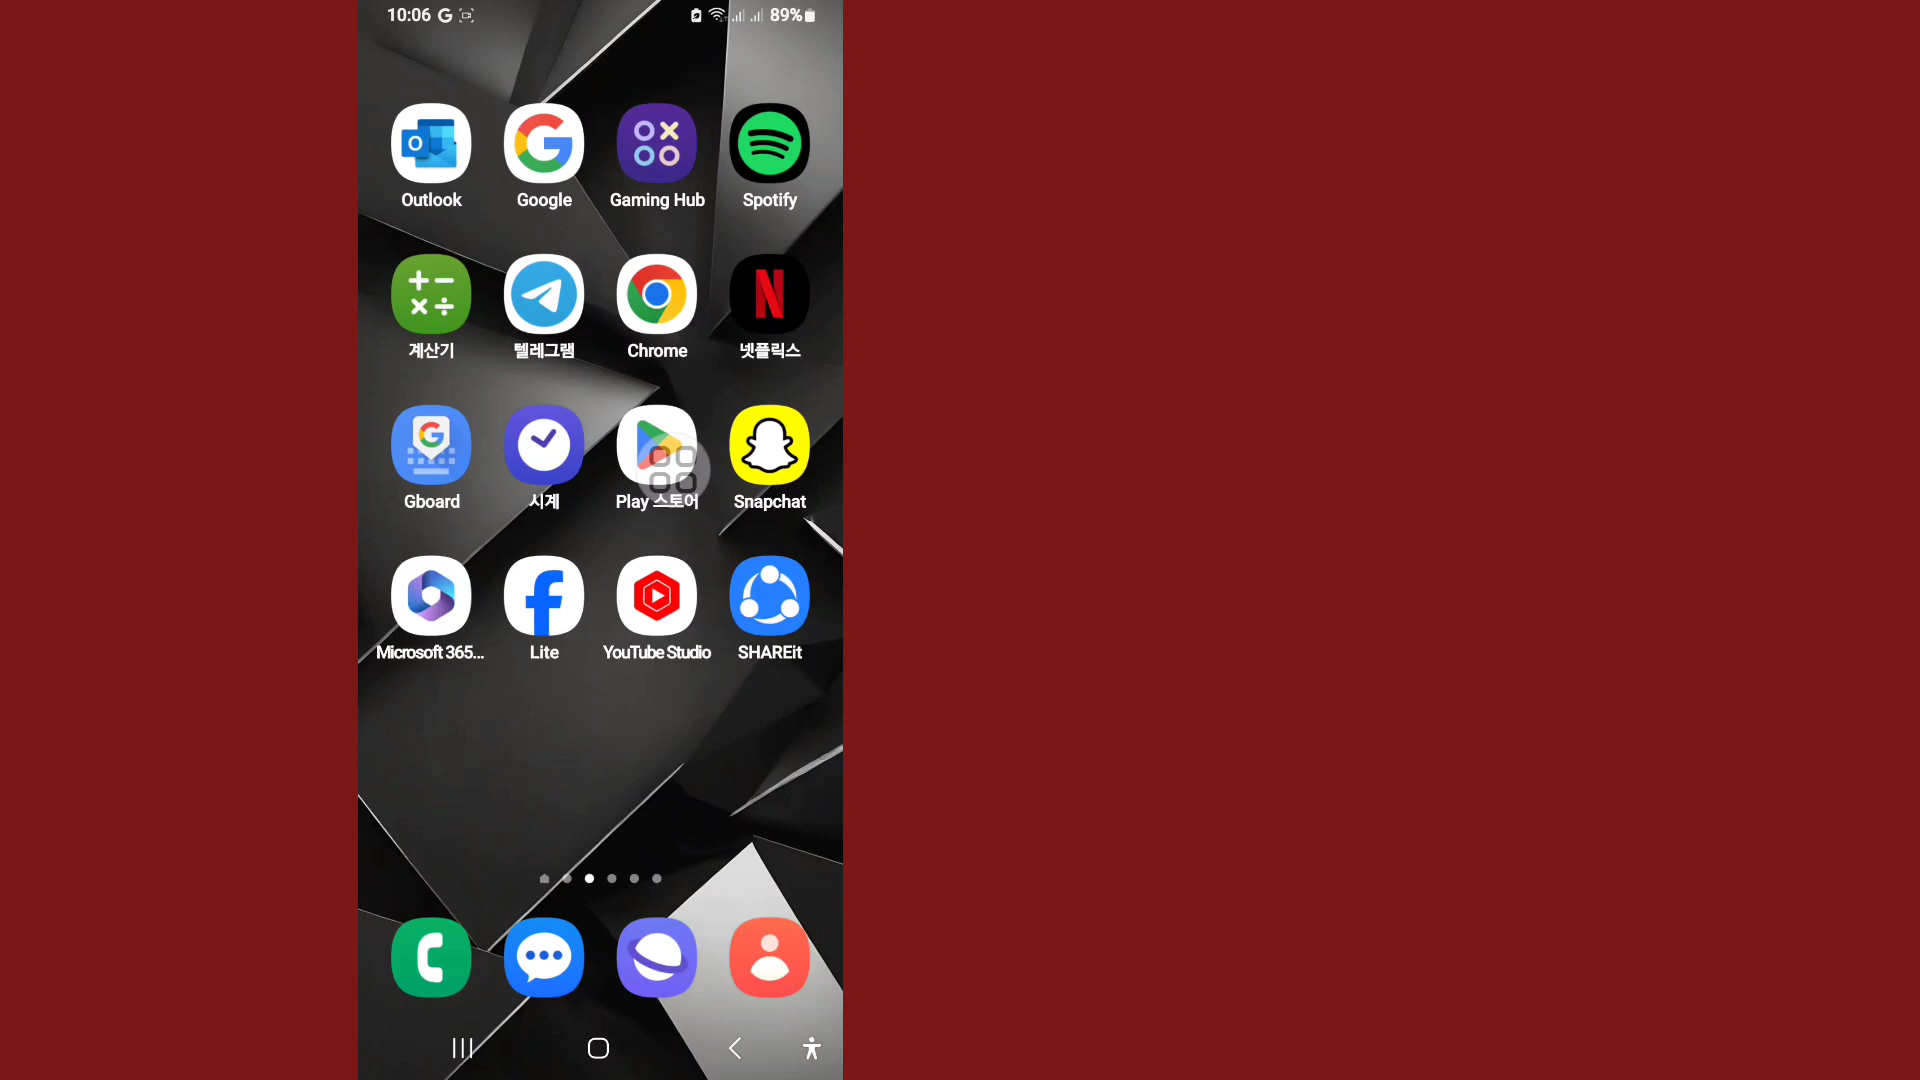 10:06
89%
Outlook
Google
Gaming Hub
Spotify
계산기
텔레그램
Chrome
넷플릭스
Gboard
시계
Play 스토어
Snapchat
Microsoft 365...
Lite
YouTube Studio
SHAREit